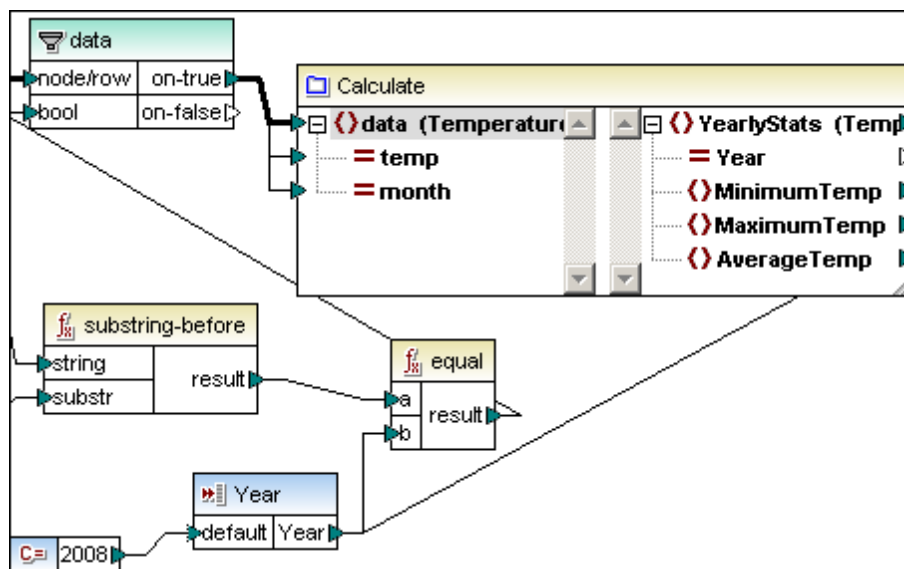 data
node/row on-true
bool on-false
Calculate
data (Temperature
temp
month
YearlyStats (Temp
Year
MinimumTemp
MaximumTemp
AverageTemp
substring-before
string
result
substr
equal
a
result
b
Year
default Year
C= 2008